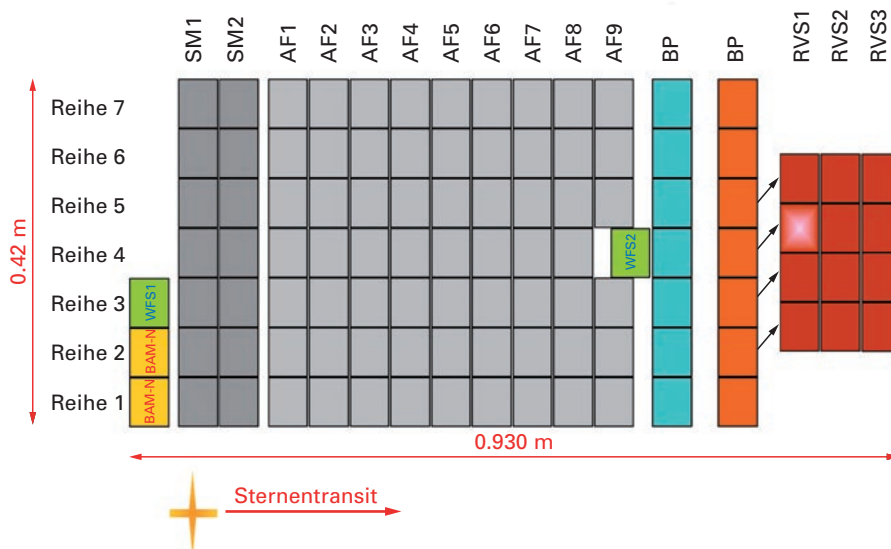 SM1
SM2
AF1
AF2
AF3
AF4
AF5
AF6
AF7
AF8
AF9
BP
BP
RVS1
RVS2
RVS3
Reihe 7
Reihe 6
Reihe 5
Reihe 4
Reihe 3
Reihe 2
Reihe 1
0.42 m
WFS1
BAM-N
BAM-N
WFS2
0.930 m
Sternentransit